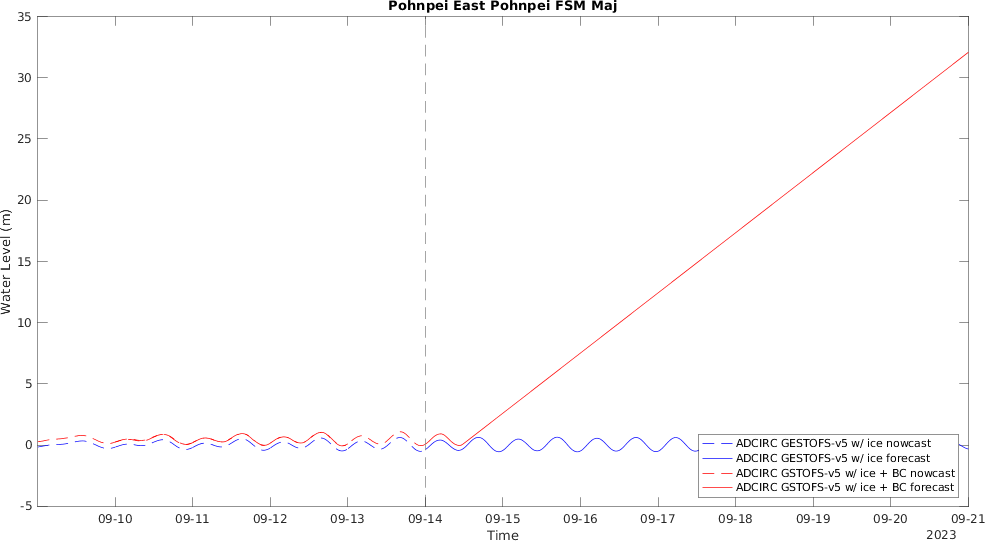 Pohnpei East Pohnpei FSM Maj
35
30
25
20
15
10
5
0
-5
Water Level (m)
ADCIRC GESTOFS-v5 w/ ice nowcast
ADCIRC GESTOFS-v5 w/ ice forecast
ADCIRC GSTOFS-v5 w/ ice + BC nowcast
ADCIRC GSTOFS-v5 w/ ice + BC forecast
09-10 09-11 09-12 09-13 09-14 09-15 09-16 09-17 09-18 09-19 09-20 09-21
Time
2023